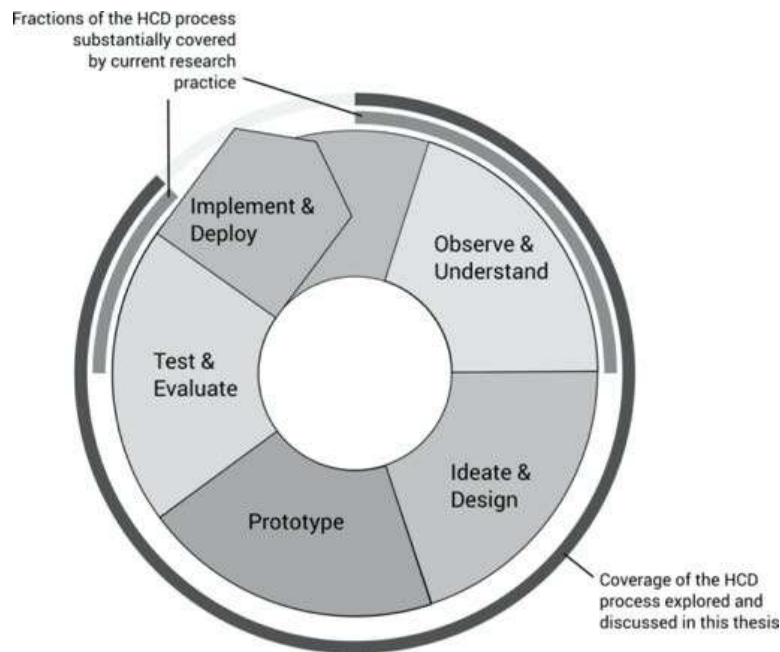 Fractions of the HCD process
substantially covered
by current research
practice
Implement &
Deploy
Observe &
Understand
Test &
Evaluate
Ideate &
Design
Prototype
Coverage of the HCD
process explored and
discussed in this thesis